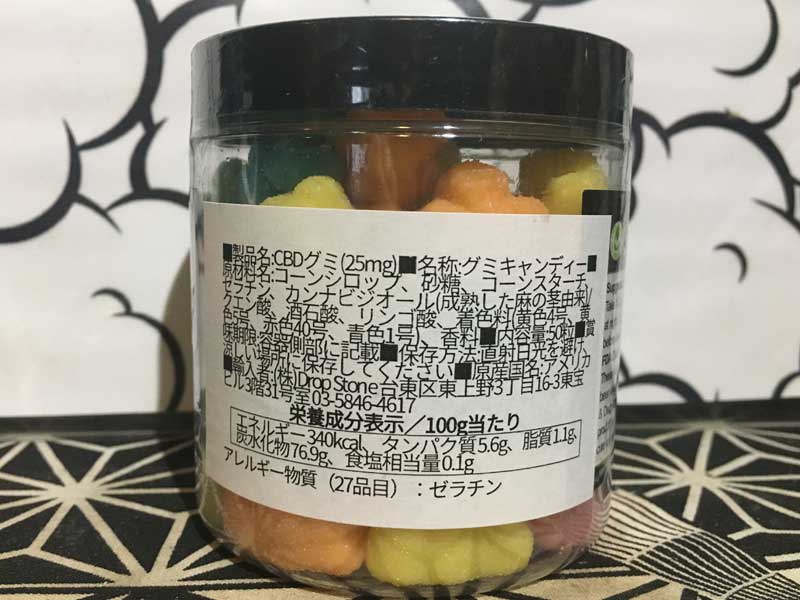 ■製品名:CBDグミ(25mg)■名称:グミキャンディー■
原材料名:コーンシロップ、砂糖、コーンスターチ、
ゼラチン、カンナビジオール(成熟した麻の茎由来)/
クエン酸、酒石酸、リンゴ酸、着色料(黄色4号、黄
色5号、赤色40号、青色1号)、香料■内容量:50粒■賞
味期限:容器側部に記載■保存方法:直射日光を避け、
涼しい場所に保存してください■原産国名:アメリカ
■輸入者:(株)Drop Stone 台東区東上野3丁目16-3東宝
ビル3階31号室 03-5846-4617
栄養成分表示／100g当たり
エネルギー340kcal、タンパク質5.6g、脂質1.1g、
炭水化物76.9g、食塩相当量0.1g
アレルギー物質（27品目）：ゼラチン